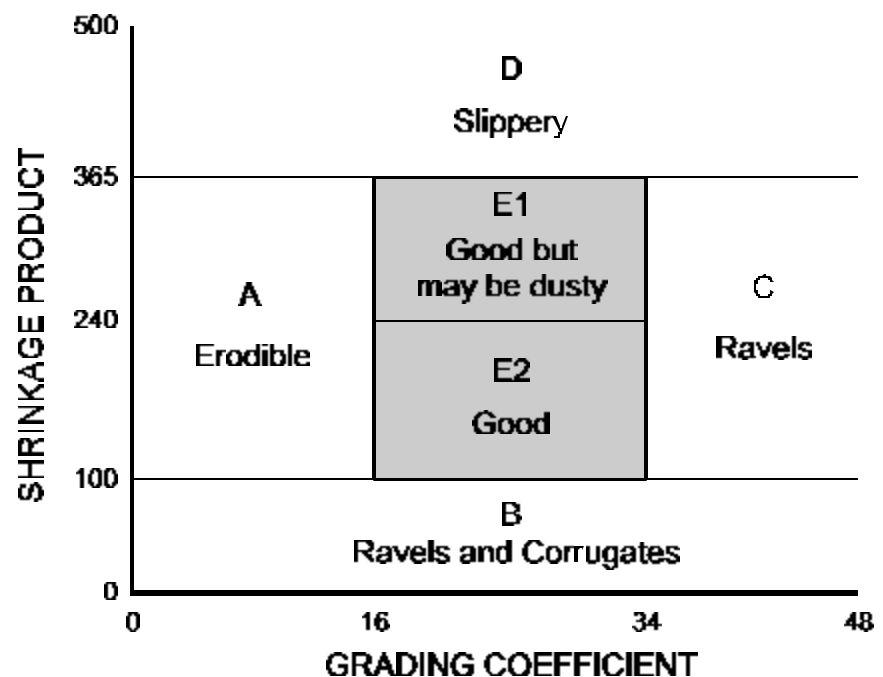 500
D
Slippery
365
E1
Good but
may be dusty
A
Erodible
C
Ravels
240
E2
Good
100
B
Ravels and Corrugates
0
0 16 34 48
GRADING COEFFICIENT
SHRINKAGE PRODUCT